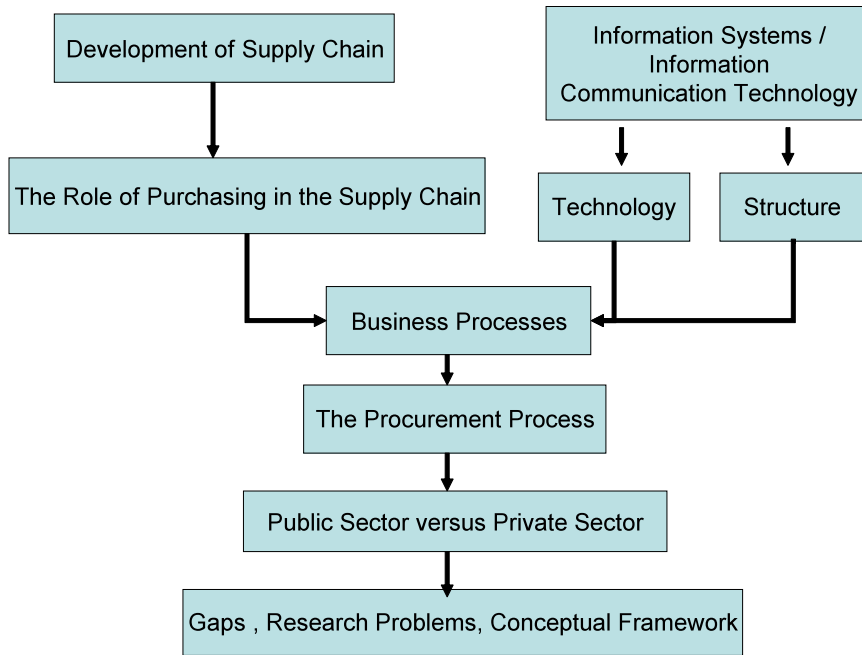 Development of Supply Chain
Information Systems /
Information
Communication Technology
The Role of Purchasing in the Supply Chain
Technology
Structure
Business Processes
The Procurement Process
Public Sector versus Private Sector
Gaps , Research Problems, Conceptual Framework